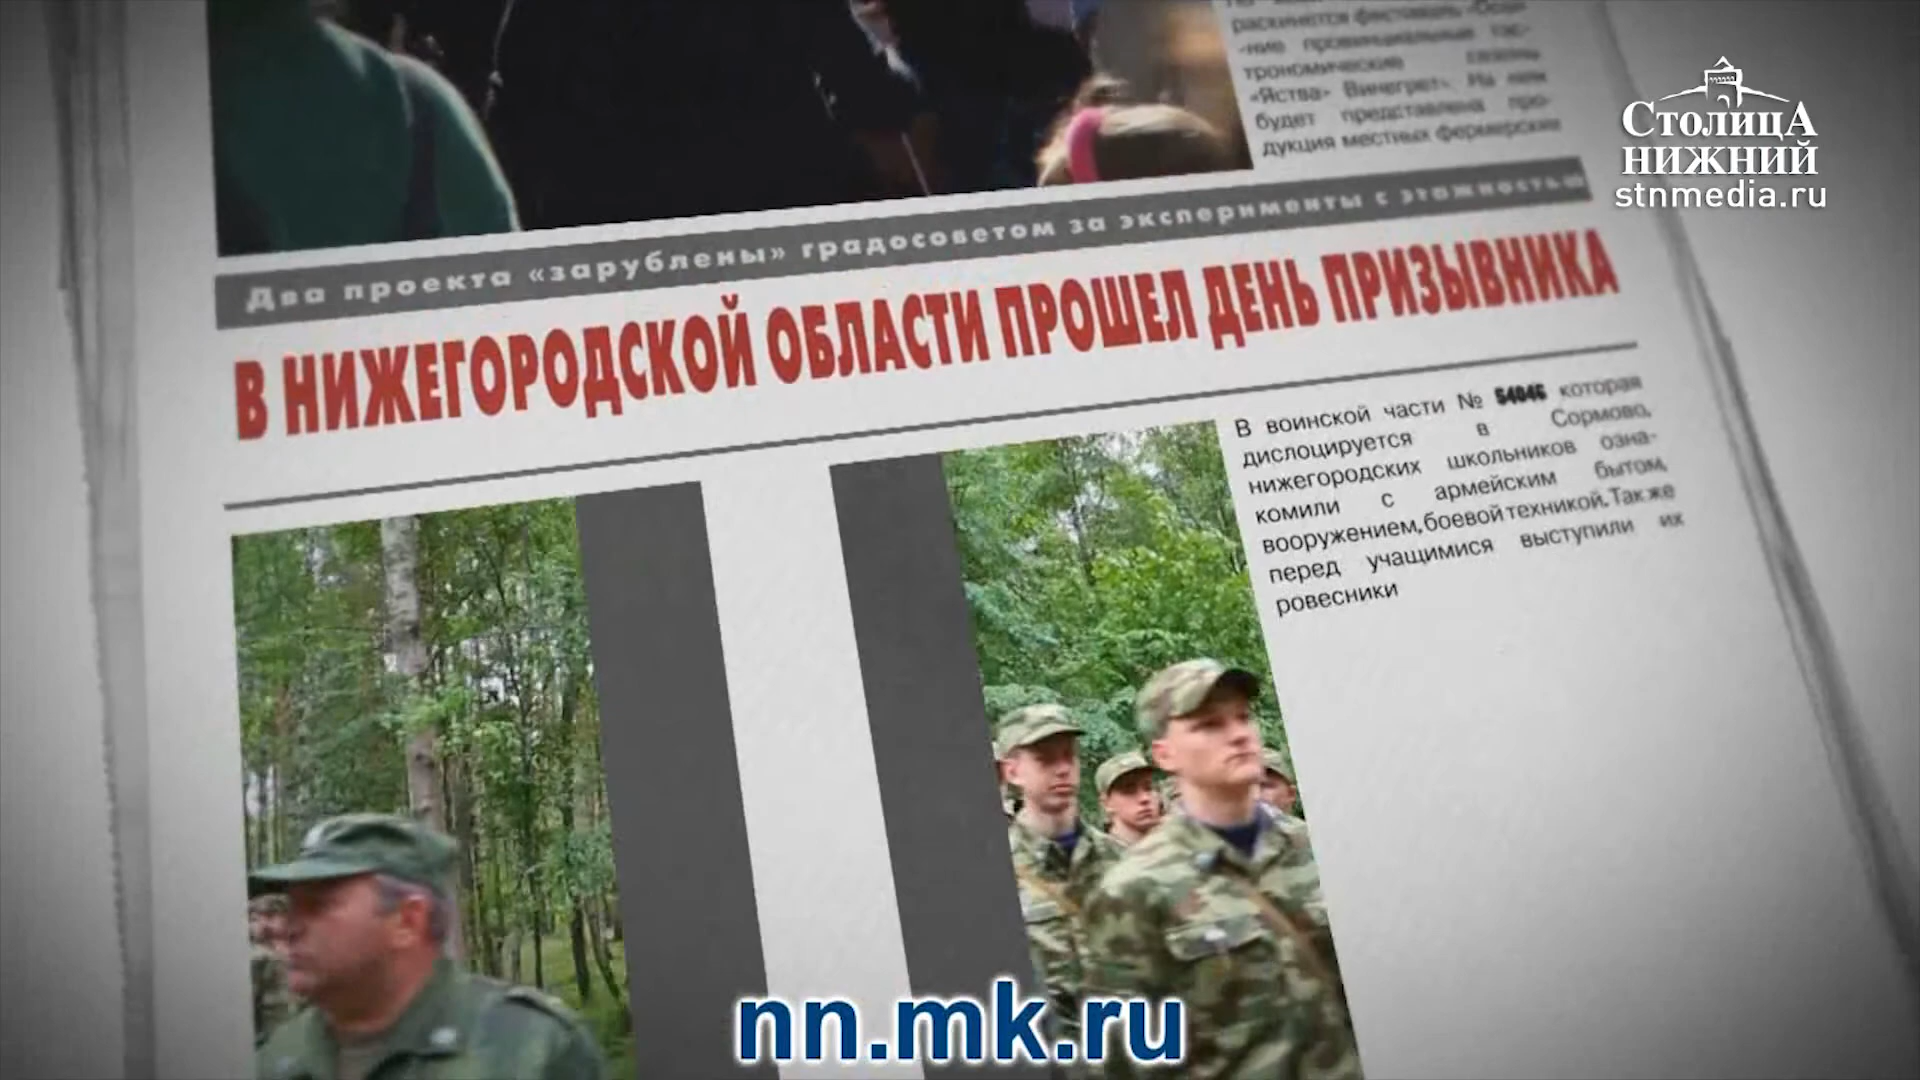 раскинется фестиваль «Осен-
-ние провинциальные гас-
трономические сезоны
«Яства» Винегрет». На нем
будет представлена про-
дукция местных фермерских
СтолицА
нижний
stnmedia.ru
Два проекта «зарублены» градосоветом за эксперименты с этажностью
В НИЖЕГОРОДСКОЙ ОБЛАСТИ ПРОШЕЛ ДЕНЬ ПРИЗЫВНИКА
В воинской части № 54046 которая
дислоцируется в Сормово,
нижегородских школьников озна-
комили с армейским бытом,
вооружением, боевой техникой. Так же
перед учащимися выступили их
ровесники
nn.mk.ru